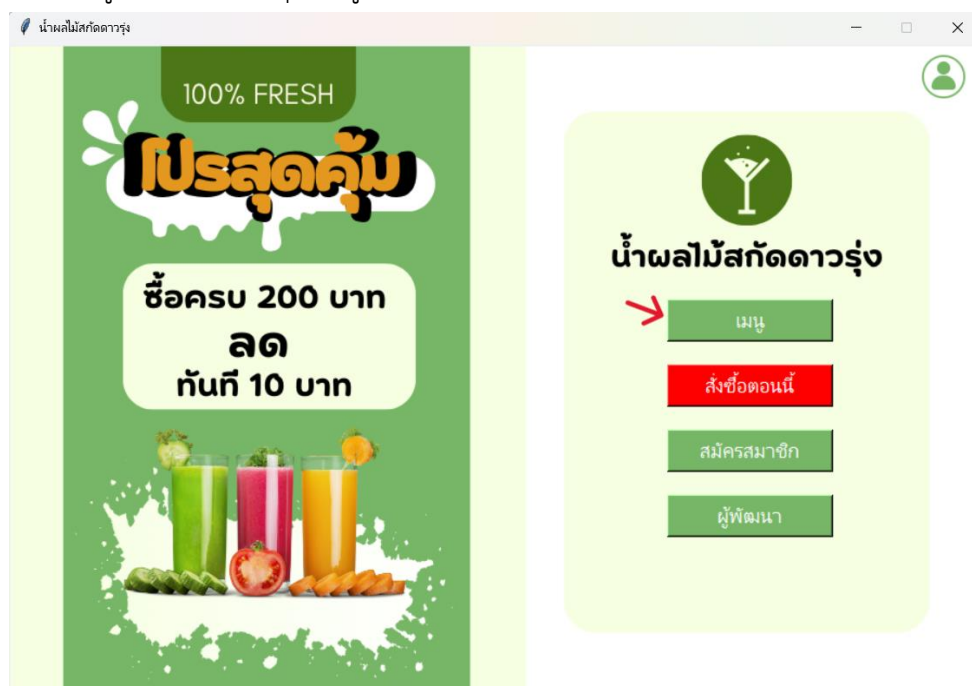 น้ำผลไม้สกัดดาวรุ่ง
100% FRESH
โปรสุดคุ้ม
ซื้อครบ 200 บาท
ลด
ทันที 10 บาท
น้ำผลไม้สกัดดาวรุ่ง
เมนู
สั่งซื้อตอนนี้
สมัครสมาชิก
ผู้พัฒนา